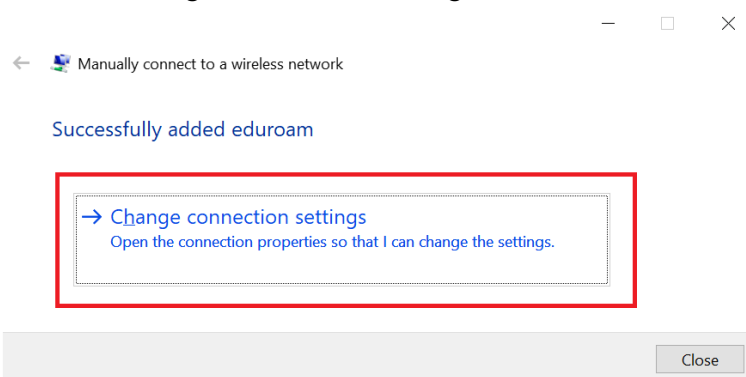 Manually connect to a wireless network
Successfully added eduroam
Change connection settings
Open the connection properties so that I can change the settings.
Close